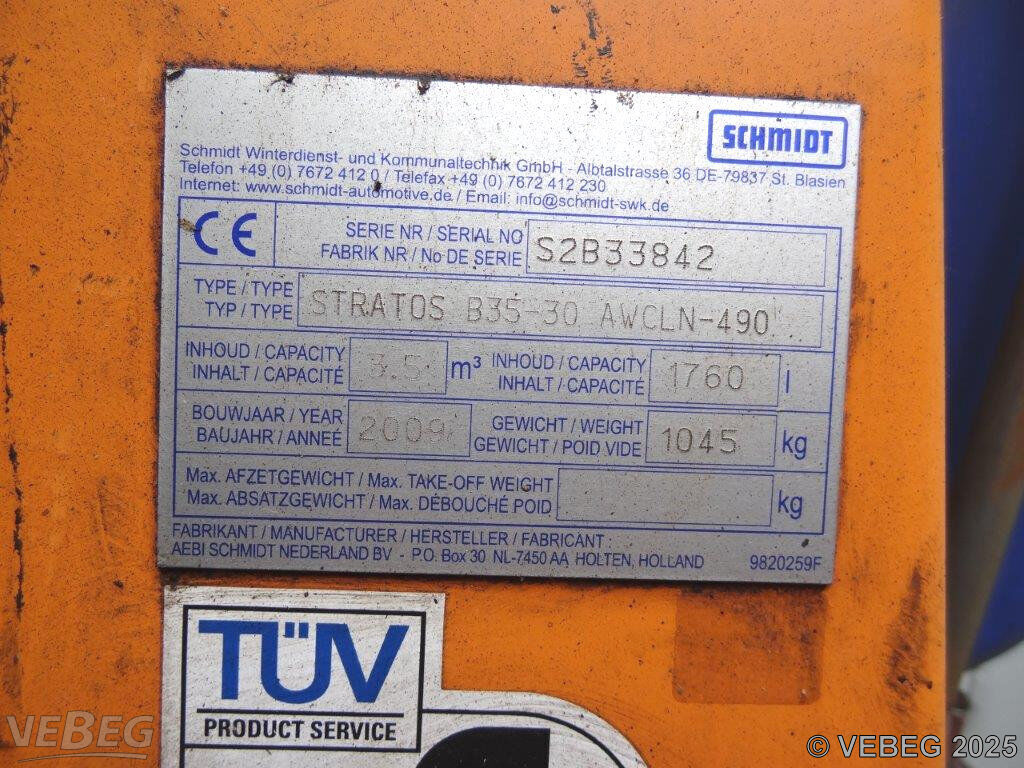 SCHMIDT
Schmidt Winterdienst- und Kommunaltechnik GmbH - Albtalstrasse 36 DE-79837 St. Blasien
Telefon +49 (0) 7672 412 0 / Telefax +49 (0) 7672 412 230
Internet: www.schmidt-automotive.de / Email: info@schmidt-swk.de
CE
SERIE NR / SERIAL NO
FABRIK NR / No DE SERIE
S2B33842
TYPE / TYPE
TYP / TYPE
STRATOS B35-30 AWCLN-490
INHOUD / CAPACITY
INHALT / CAPACITÉ
3.5 m³
INHOUD / CAPACITY
INHALT / CAPACITÉ
1760 l
BOUWJAAR / YEAR
BAUJAHR / ANNEÉ
2009
GEWICHT / WEIGHT
GEWICHT / POID VIDE
1045 kg
Max. AFZETGEWICHT / Max. TAKE-OFF WEIGHT
Max. ABSATZGEWICHT / Max. DÉBOUCHÉ POID
kg
FABRIKANT / MANUFACTURER / HERSTELLER / FABRICANT :
AEBI SCHMIDT NEDERLAND BV - P.O. Box 30 NL-7450 AA HOLTEN, HOLLAND
9820259F
TÜV
PRODUCT SERVICE
VEBEG
© VEBEG 2025